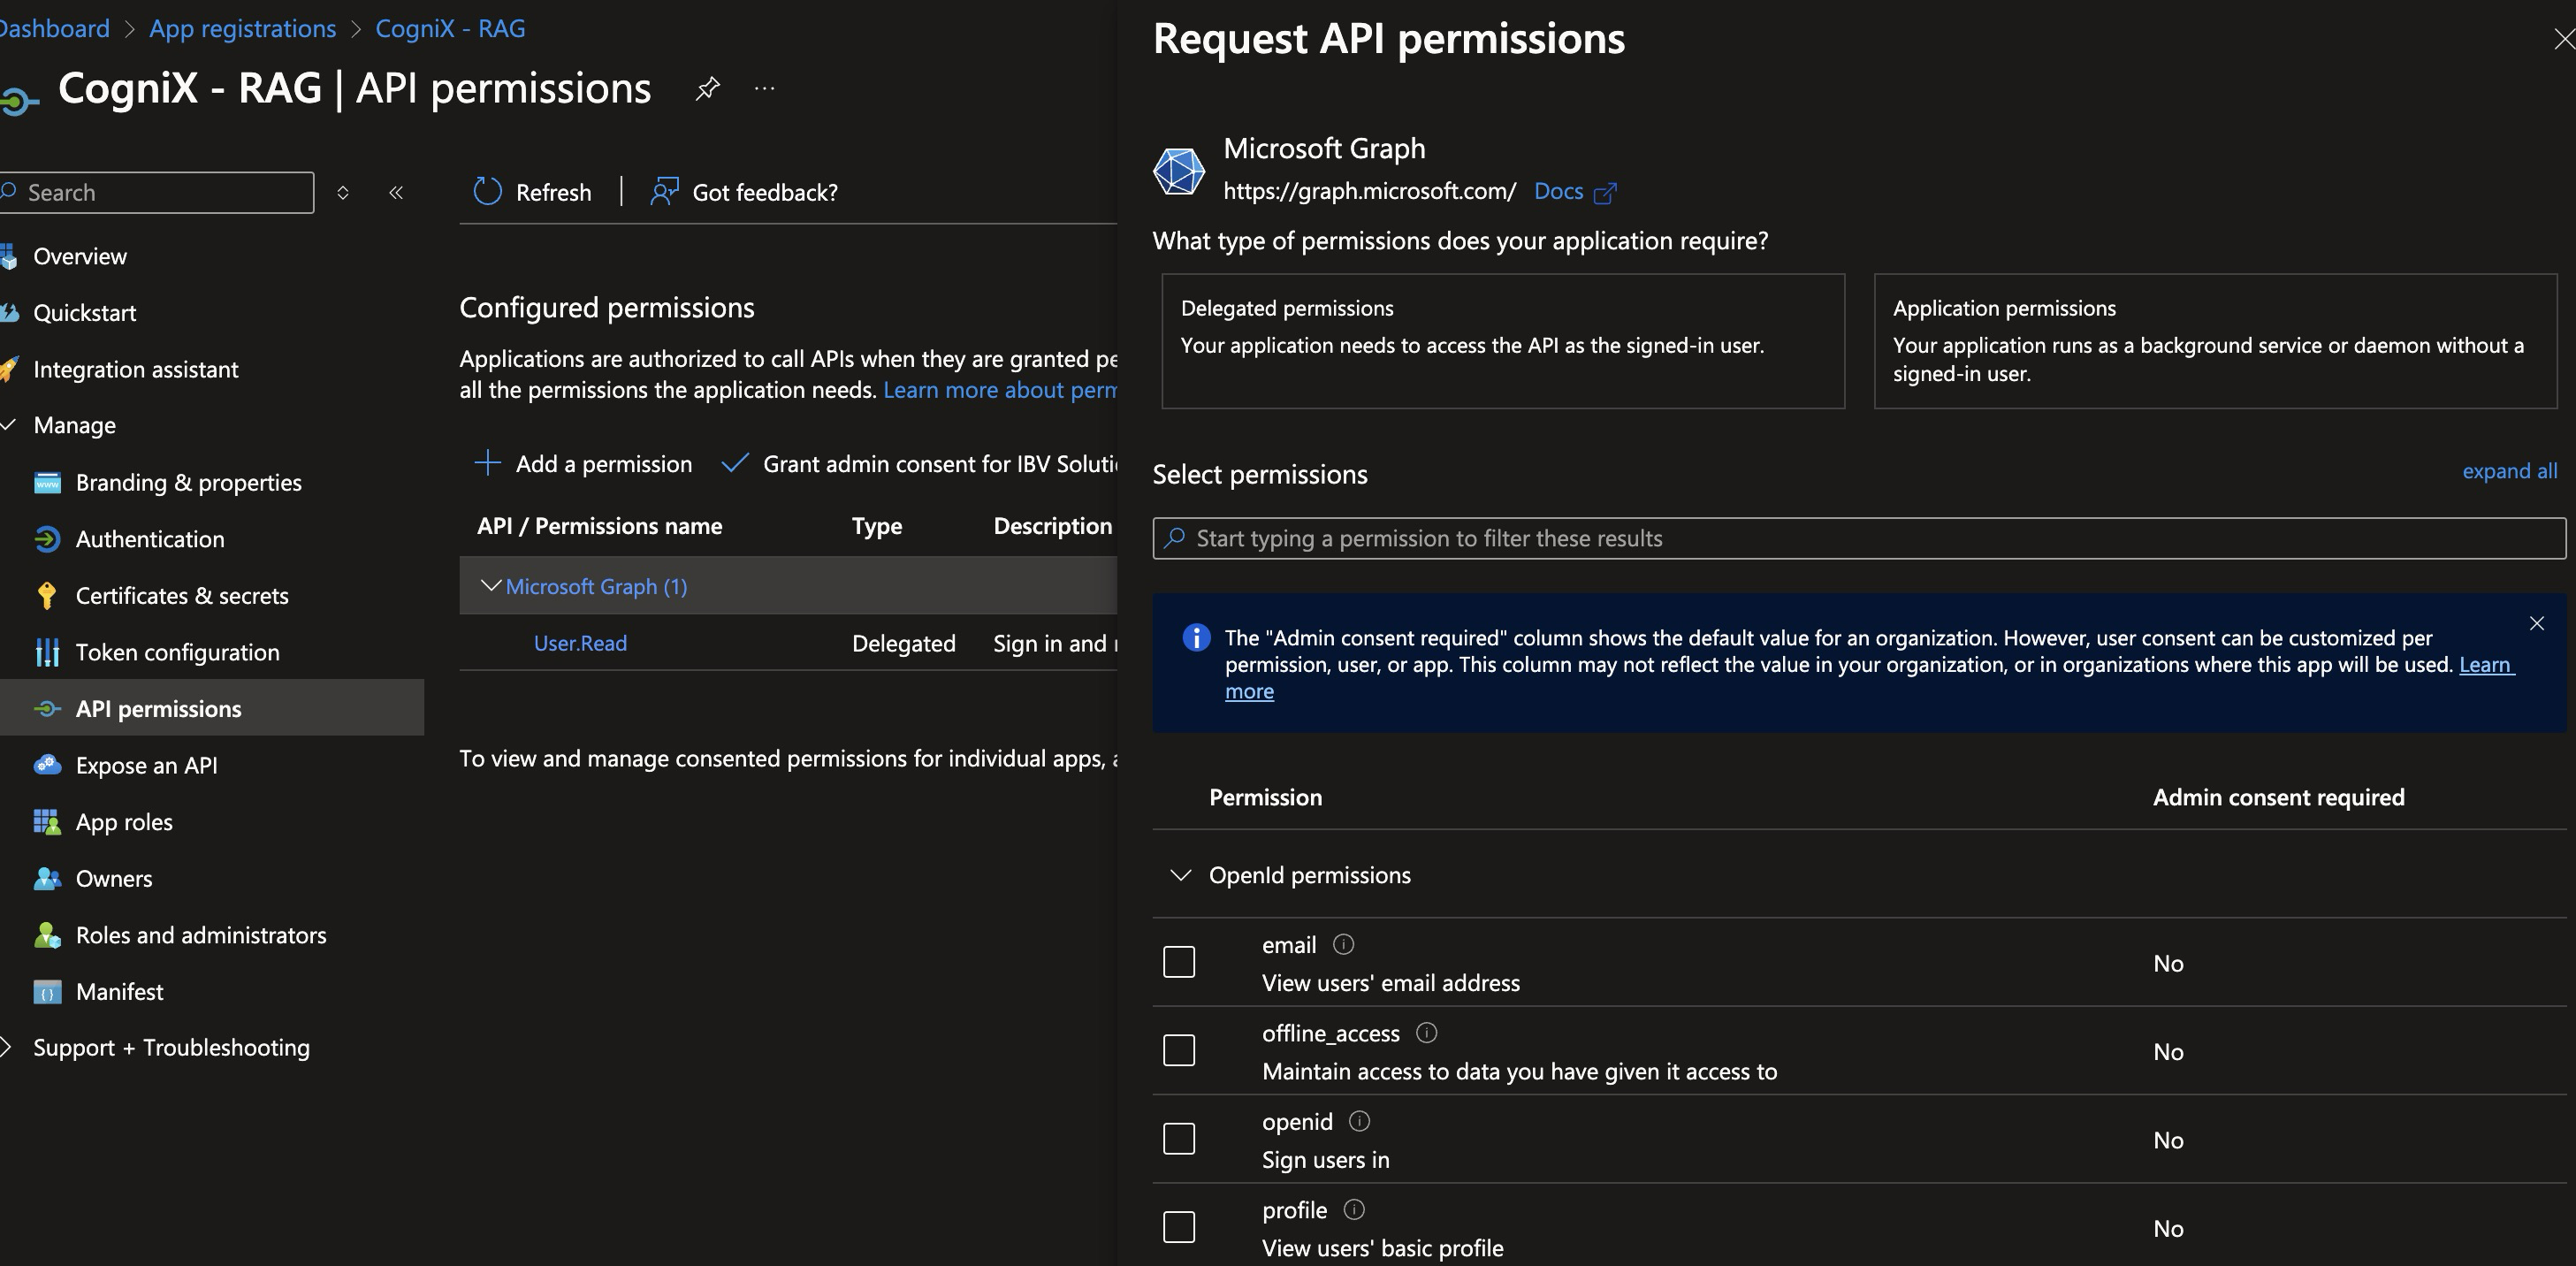 Dashboard > App registrations > CogniX - RAG
CogniX - RAG | API permissions
Search
Overview
Quickstart
Integration assistant
Manage
Branding & properties
Authentication
Certificates & secrets
Token configuration
API permissions
Expose an API
App roles
Owners
Roles and administrators
Manifest
Support + Troubleshooting
Refresh
Got feedback?
Configured permissions
Applications are authorized to call APIs when they are granted pe
all the permissions the application needs. Learn more about perm
Add a permission
Grant admin consent for IBV Soluti
API / Permissions name Type Description
Microsoft Graph (1)
User.Read Delegated Sign in and
To view and manage consented permissions for individual apps,
Request API permissions
Microsoft Graph
https://graph.microsoft.com/ Docs
What type of permissions does your application require?
Delegated permissions
Your application needs to access the API as the signed-in user.
Application permissions
Your application runs as a background service or daemon without a
signed-in user.
Select permissions
expand all
Start typing a permission to filter these results
The "Admin consent required" column shows the default value for an organization. However, user consent can be customized per
permission, user, or app. This column may not reflect the value in your organization, or in organizations where this app will be used. Learn
more
Permission Admin consent required
OpenId permissions
email
View users' email address
No
offline_access
Maintain access to data you have given it access to
No
openid
Sign users in
No
profile
View users' basic profile
No